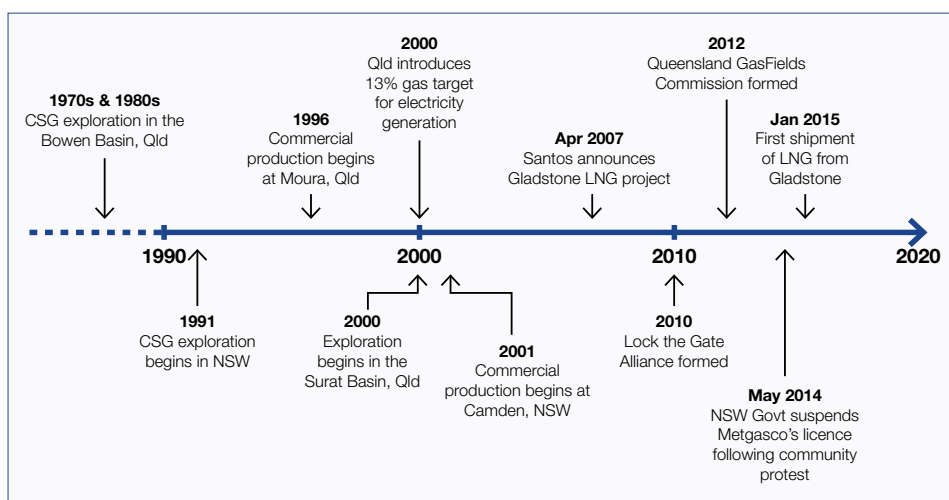 1970s & 1980s
CSG exploration in the
Bowen Basin, Qld
1996
Commercial
production begins
at Moura, Qld
2000
Qld introduces
13% gas target
for electricity
generation
Apr 2007
Santos announces
Gladstone LNG project
2012
Queensland GasFields
Commission formed
Jan 2015
First shipment
of LNG from
Gladstone
1990
2000
2010
2020
1991
CSG exploration
begins in NSW
2000
Exploration
begins in the
Surat Basin, Qld
2001
Commercial
production begins at
Camden, NSW
2010
Lock the Gate
Alliance formed
May 2014
NSW Govt suspends
Metgasco's licence
following community
protest